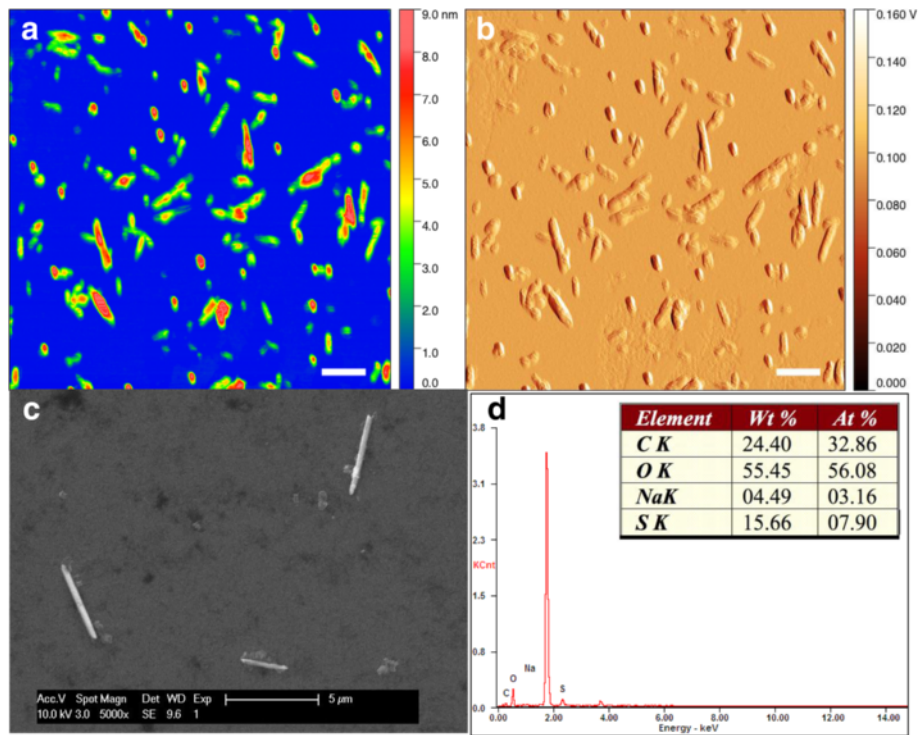 a
9.0 nm
8.0
7.0
6.0
5.0
4.0
3.0
2.0
1.0
0.0
b
0.160 V
0.140
0.120
0.100
0.080
0.060
0.040
0.020
0.000
c
Acc.V Spot Magn Det WD Exp
10.0 kV 3.0 5000x SE 9.6 1
5 µm
d
Element Wt % At %
C K 24.40 32.86
O K 55.45 56.08
NaK 04.49 03.16
S K 15.66 07.90
3.8
3.1
2.3
KCnt
1.5
0.8
0.0
C
O
Na
S
0.00 2.00 4.00 6.00 8.00 10.00 12.00 14.00
Energy - keV